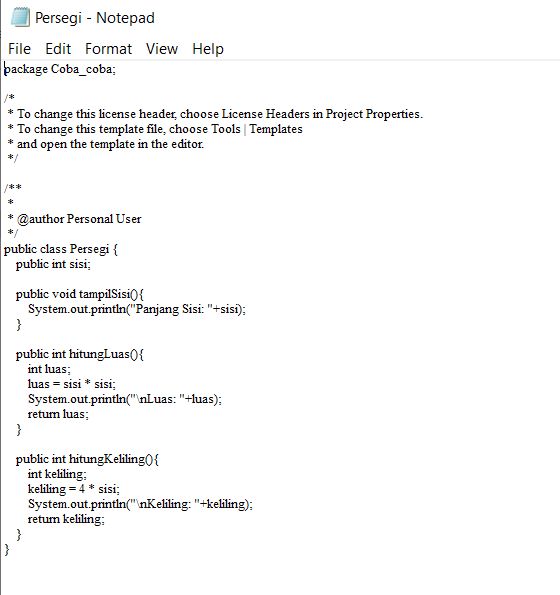 Persegi - Notepad
File Edit Format View Help
package Coba_coba;

/*
 * To change this license header, choose License Headers in Project Properties.
 * To change this template file, choose Tools | Templates
 * and open the template in the editor.
 */

/**
 *
 * @author Personal User
 */
public class Persegi {
    public int sisi;

    public void tampilSisi(){
        System.out.println("Panjang Sisi: "+sisi);
    }

    public int hitungLuas(){
        int luas;
        luas = sisi * sisi;
        System.out.println("\nLuas: "+luas);
        return luas;
    }

    public int hitungKeliling(){
        int keliling;
        keliling = 4 * sisi;
        System.out.println("\nKeliling: "+keliling);
        return keliling;
    }
}